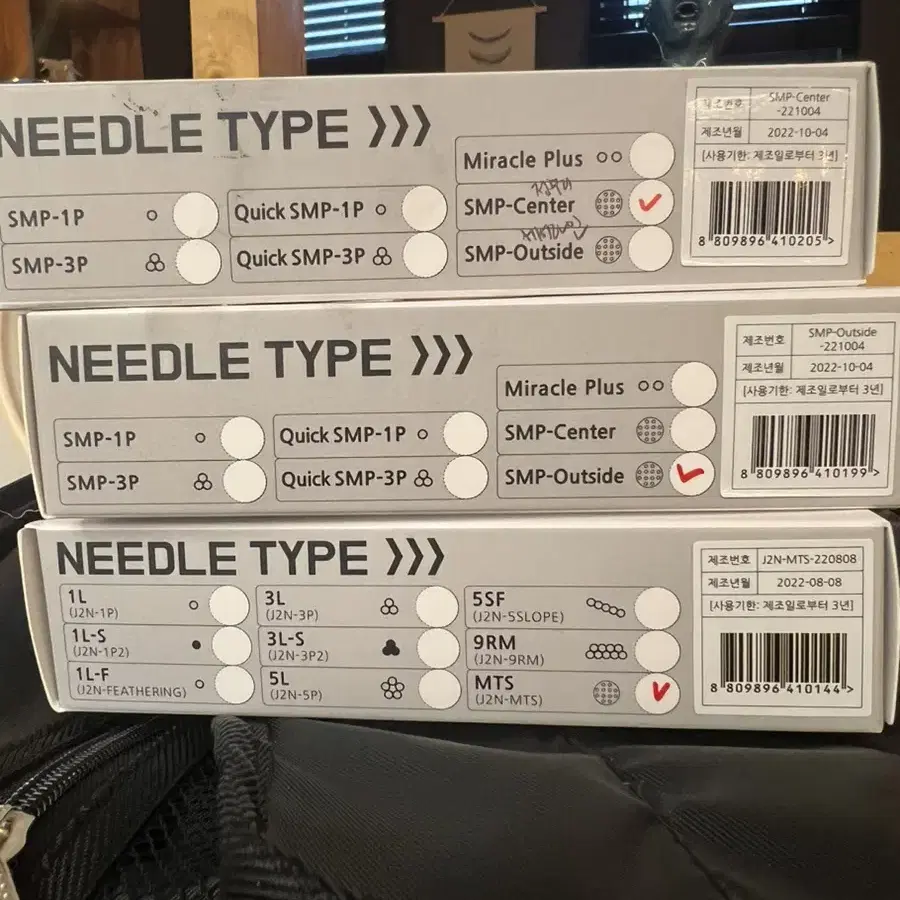 NEEDLE TYPE 》》》
SMP-1P
SMP-3P
Quick SMP-1P
Quick SMP-3P
Miracle Plus
SMP-Center
SMP-Outside
제조번호 SMP-Center
-221004
제조년월 2022-10-04
[사용기한: 제조일로부터 3년]
8 809896 410205 >
NEEDLE TYPE 》》》
SMP-1P
SMP-3P
Quick SMP-1P
Quick SMP-3P
Miracle Plus
SMP-Center
SMP-Outside
제조번호 SMP-Outside
-221004
제조년월 2022-10-04
[사용기한: 제조일로부터 3년]
8 809896 410199 >
NEEDLE TYPE 》》》
1L
(J2N-1P)
1L-S
(J2N-1P2)
1L-F
(J2N-FEATHERING)
3L
(J2N-3P)
3L-S
(J2N-3P2)
5L
(J2N-5P)
5SF
(J2N-5SLOPE)
9RM
(J2N-9RM)
MTS
(J2N-MTS)
제조번호 J2N-MTS-220808
제조년월 2022-08-08
[사용기한: 제조일로부터 3년]
8 809896 410144 >